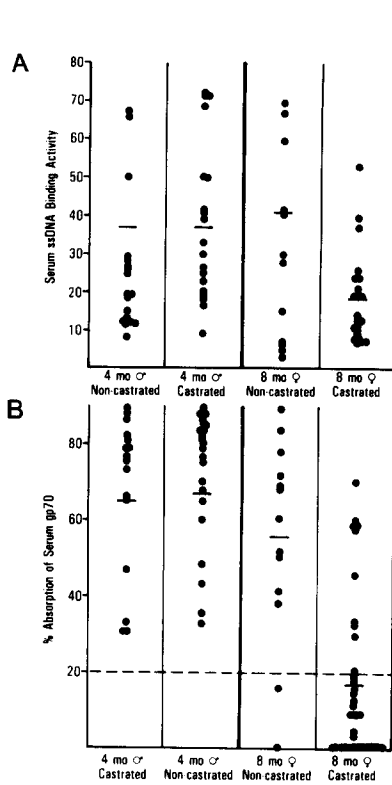 A
80
70
60
50
40
30
20
10
Serum ssDNA Binding Activity
4 mo ♂ 4 mo ♂ 8 mo ♀ 8 mo ♀
Non-castrated Castrated Non-castrated Castrated
B
80
60
40
20
% Absorption of Serum gp70
4 mo ♂ 4 mo ♂ 8 mo ♀ 8 mo ♀
Castrated Non-castrated Non-castrated Castrated